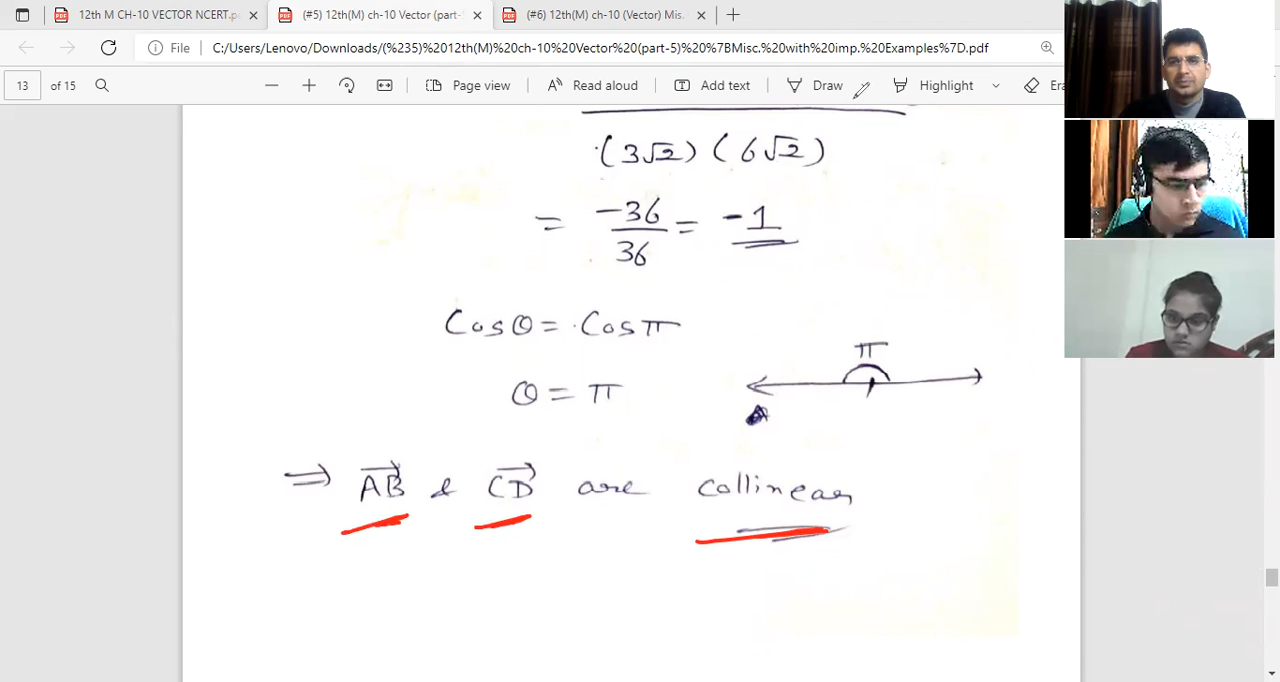 12th M CH-10 VECTOR NCERT.p
(#5) 12th(M) ch-10 Vector (part-
(#6) 12th(M) ch-10 (Vector) Mis.
File
C:/Users/Lenovo/Downloads/(%235)%2012th(M)%20ch-10%20Vector%20(part-5)%20%7BMisc.%20with%20imp.%20Examples%7D.pdf
13 of 15
Page view
Read aloud
Add text
Draw
Highlight
Era
(3√2) (6√2)
= -36/36 = -1
Cosθ = Cosπ
π
θ = π
⇒ AB & CD are collinear